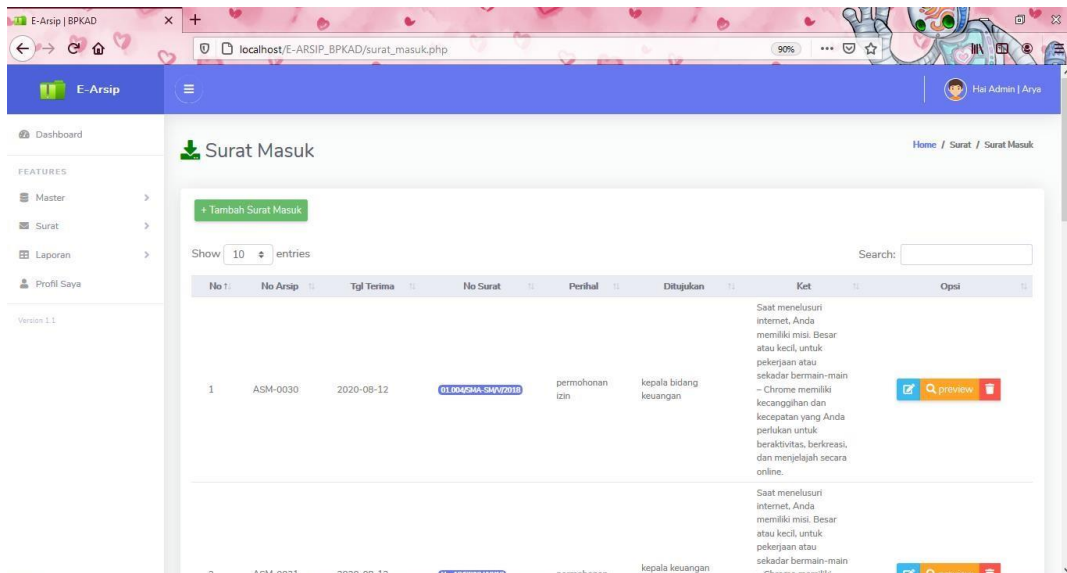 E-Arsip | BPKAD
localhost/E-ARSIP_BPKAD/surat_masuk.php
90%
E-Arsip
Hai Admin | Arya
Dashboard
FEATURES
Master
Surat
Laporan
Profil Saya
Version 1.1
Surat Masuk
Home / Surat / Surat Masuk
+ Tambah Surat Masuk
Show 10 entries
Search:
No No Arsip Tgl Terima No Surat Perihal Ditujukan Ket Opsi
1 ASM-0030 2020-08-12 01.004/SMA-SM/V/2018
permohonan
izin
kepala bidang
keuangan
Saat menelusuri
internet, Anda
memiliki misi. Besar
atau kecil, untuk
pekerjaan atau
sekadar bermain-main
– Chrome memiliki
kecanggihan dan
kecepatan yang Anda
perlukan untuk
beraktivitas, berkreasi,
dan menjelajah secara
online.
preview
Saat menelusuri
internet, Anda
memiliki misi. Besar
atau kecil, untuk
pekerjaan atau
sekadar bermain-main
kepala keuangan